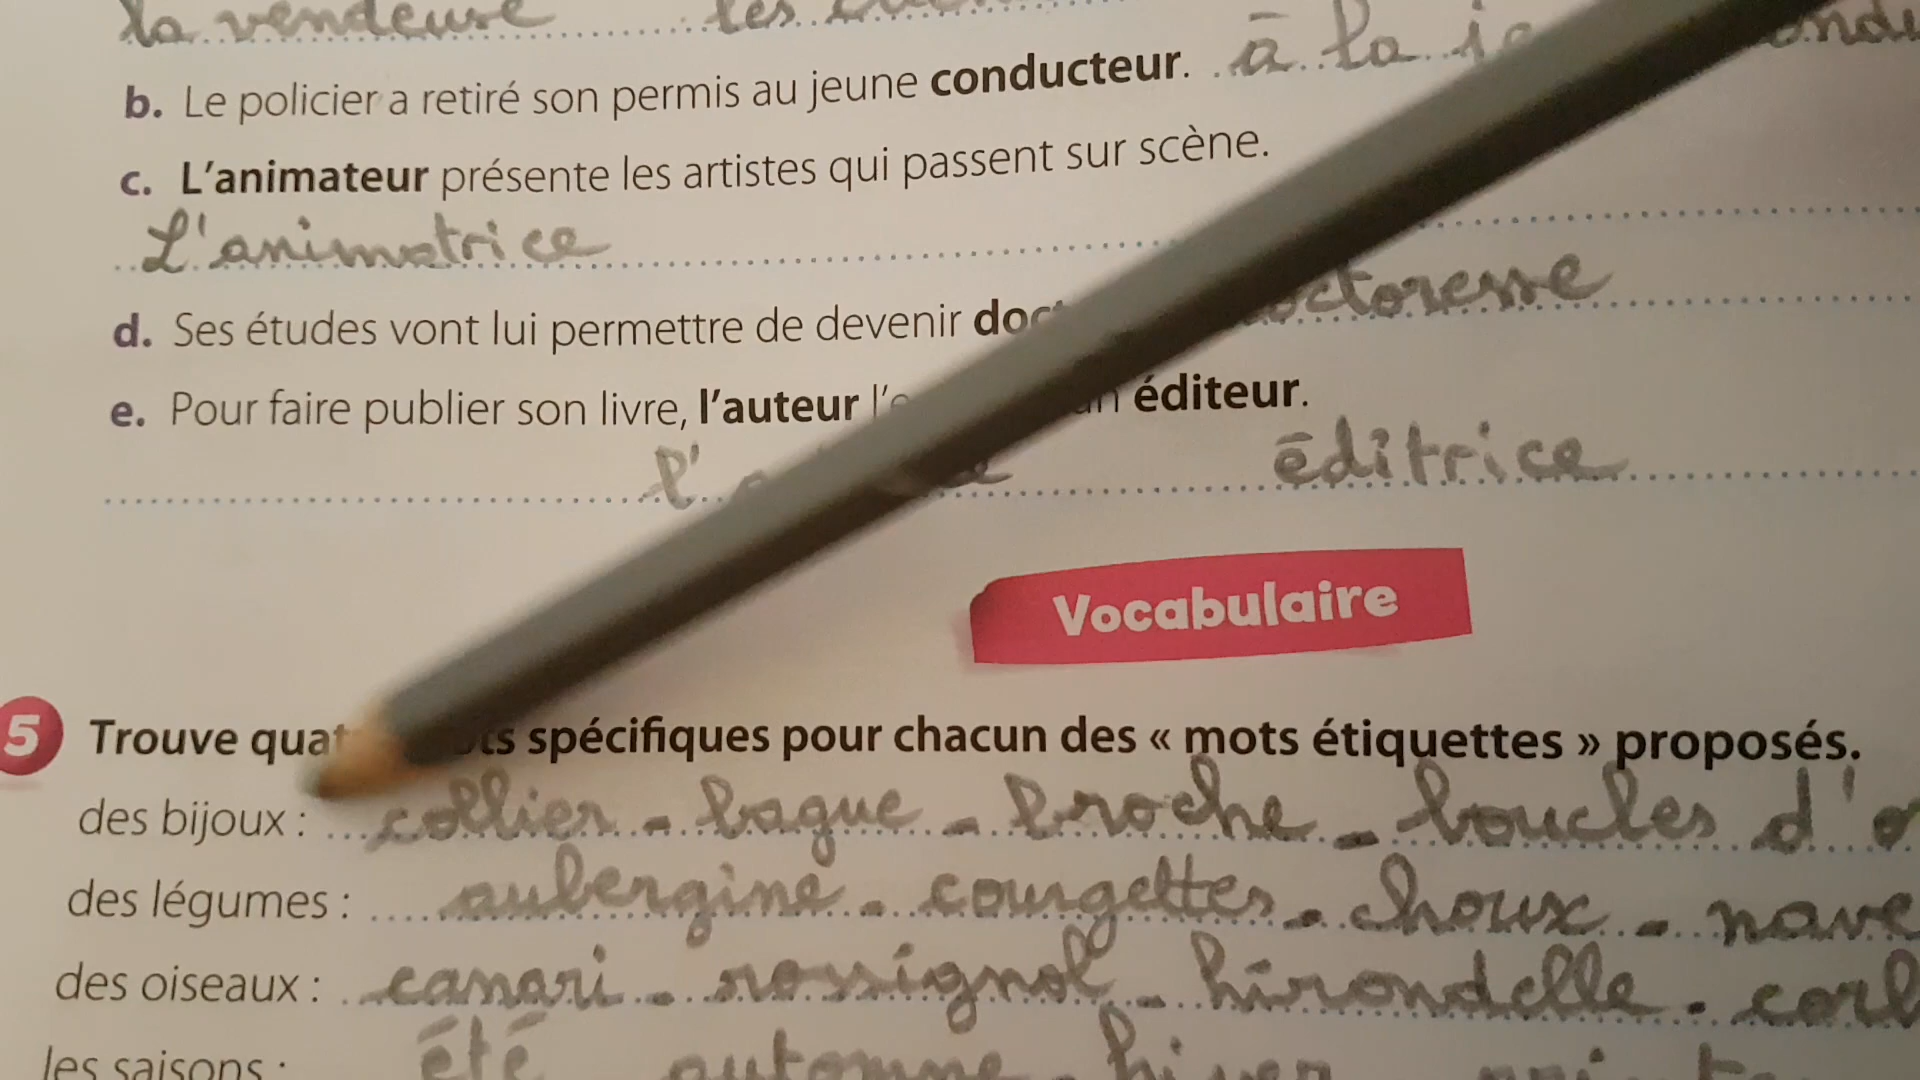 la vendeuse les
b. Le policier a retiré son permis au jeune conducteur. à la
c. L'animateur présente les artistes qui passent sur scène.
L'animatrice
d. Ses études vont lui permettre de devenir
e. Pour faire publier son livre, l'auteur éditeur.
l' éditrice
Vocabulaire
5 Trouve spécifiques pour chacun des « mots étiquettes » proposés.
des bijoux : collier - bague - broche - boucles
des légumes : aubergine - courgettes - choux -
des oiseaux : canari - rossignol - hirondelle -
les saisons : été automne hiver